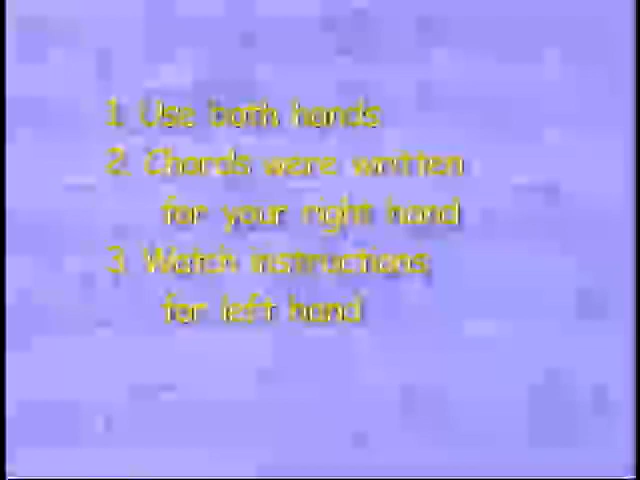 1. Use both hands
2. Chords were written
for your right hand
3. Watch instructions
for left hand